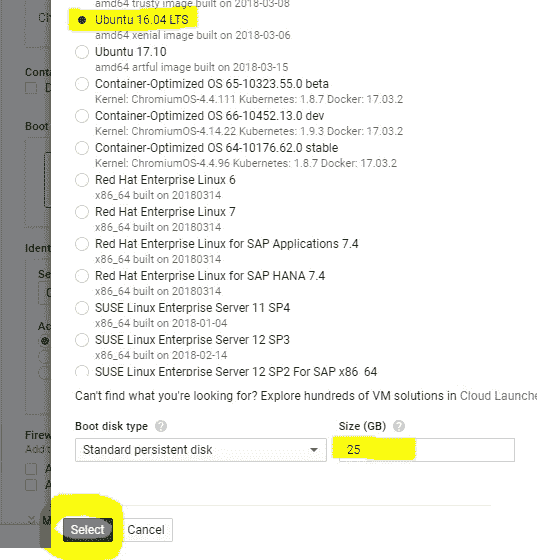 amd64 trusty image built on 2018-03-08
Ubuntu 16.04 LTS
amd64 xenial image built on 2018-03-06
Ubuntu 17.10
amd64 artful image built on 2018-03-15
Container-Optimized OS 65-10323.55.0 beta
Kernel: ChromiumOS-4.4.111 Kubernetes: 1.8.7 Docker: 17.03.2
Container-Optimized OS 66-10452.13.0 dev
Kernel: ChromiumOS-4.14.22 Kubernetes: 1.9.3 Docker: 17.03.2
Container-Optimized OS 64-10176.62.0 stable
Kernel: ChromiumOS-4.4.96 Kubernetes: 1.8.7 Docker: 17.03.2
Red Hat Enterprise Linux 6
x86_64 built on 20180314
Red Hat Enterprise Linux 7
x86_64 built on 20180314
Red Hat Enterprise Linux for SAP Applications 7.4
x86_64 built on 20180314
Red Hat Enterprise Linux for SAP HANA 7.4
x86_64 built on 20180314
SUSE Linux Enterprise Server 11 SP4
x86_64 built on 2018-01-04
SUSE Linux Enterprise Server 12 SP3
x86_64 built on 2018-02-14
SUSE Linux Enterprise Server 12 SP2 For SAP x86_64
Can't find what you're looking for? Explore hundreds of VM solutions in Cloud Launche
Boot disk type ?
Size (GB) ?
Standard persistent disk
25
Select
Cancel
Ch
Conta
D
Boot
Ident
Se
C
Ad
Firew
Add t
A
A
M